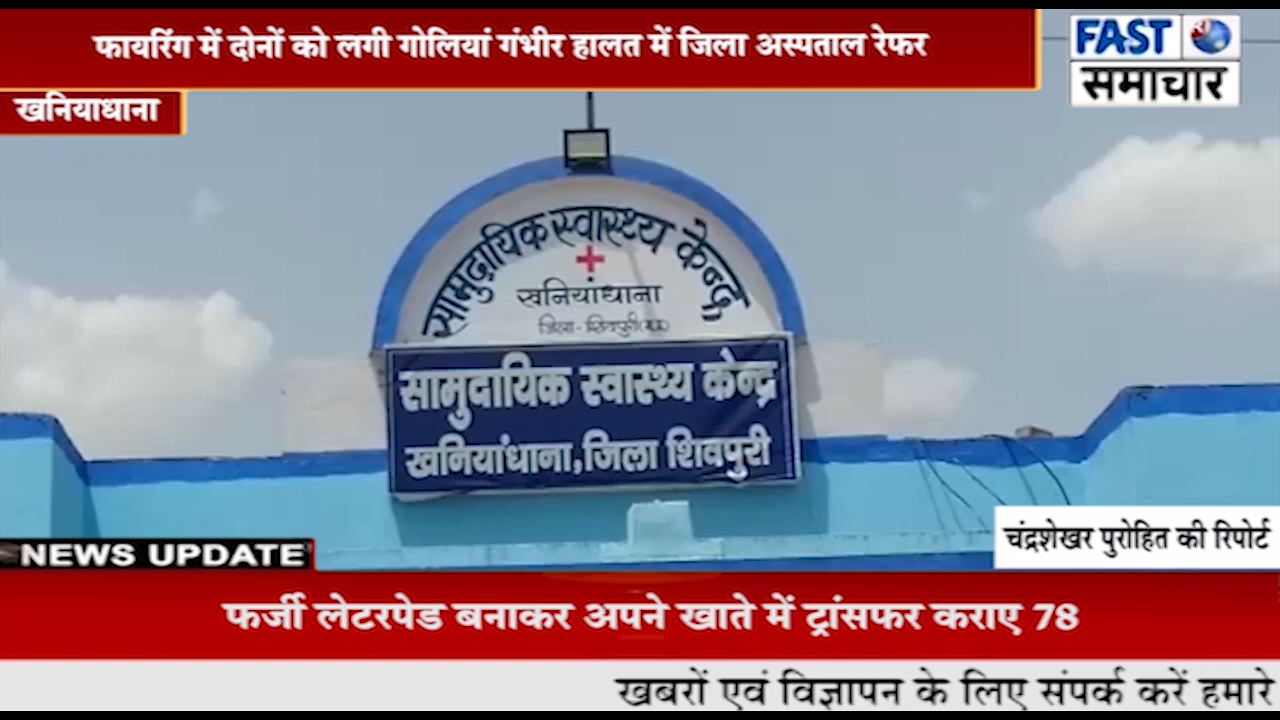 फायरिंग में दोनों को लगी गोलियां गंभीर हालत में जिला अस्पताल रेफर
FAST
समाचार
खनियाधाना
सामुदायिक स्वास्थ्य केन्द्र
खनियांधाना
जिला - शिवपुरी (म.प्र.)
सामुदायिक स्वास्थ्य केन्द्र
खनियांधाना, जिला शिवपुरी
चंद्रशेखर पुरोहित की रिपोर्ट
NEWS UPDATE
फर्जी लेटरपेड बनाकर अपने खाते में ट्रांसफर कराए 78
खबरों एवं विज्ञापन के लिए संपर्क करें हमारे